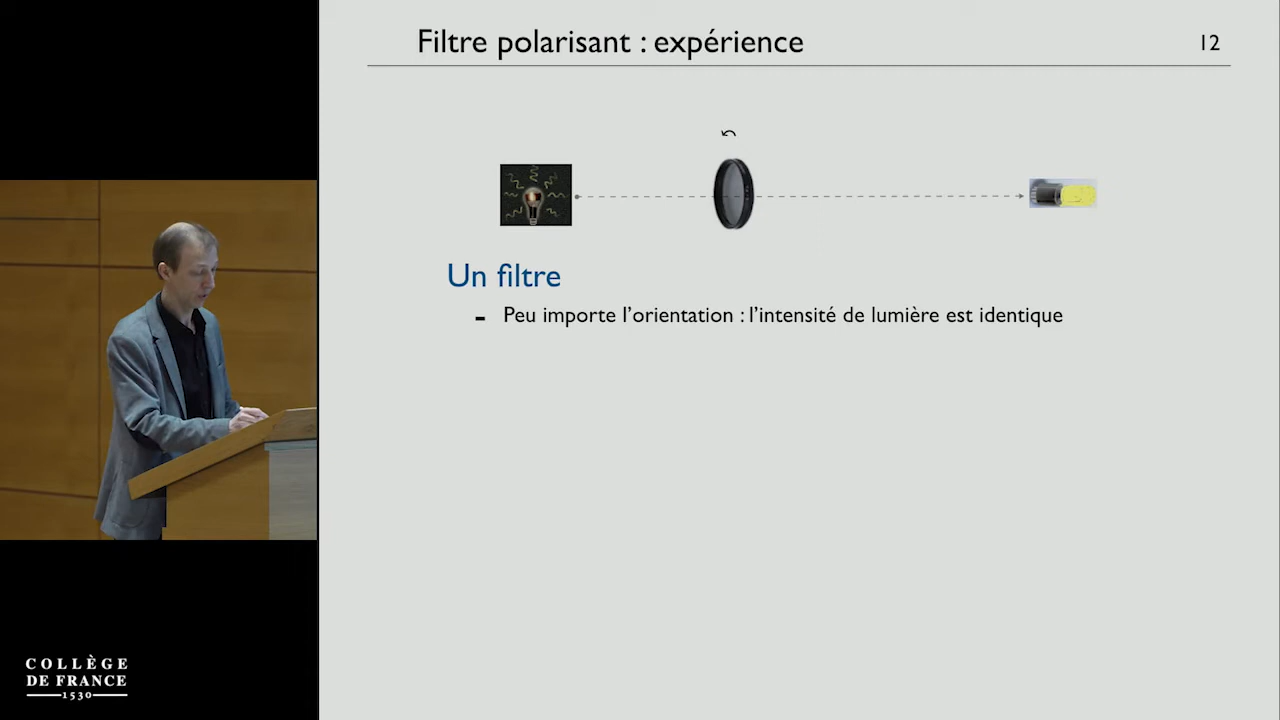 Filtre polarisant : expérience
12
Un filtre
- Peu importe l'orientation : l'intensité de lumière est identique
COLLÈGE
DE FRANCE
1530